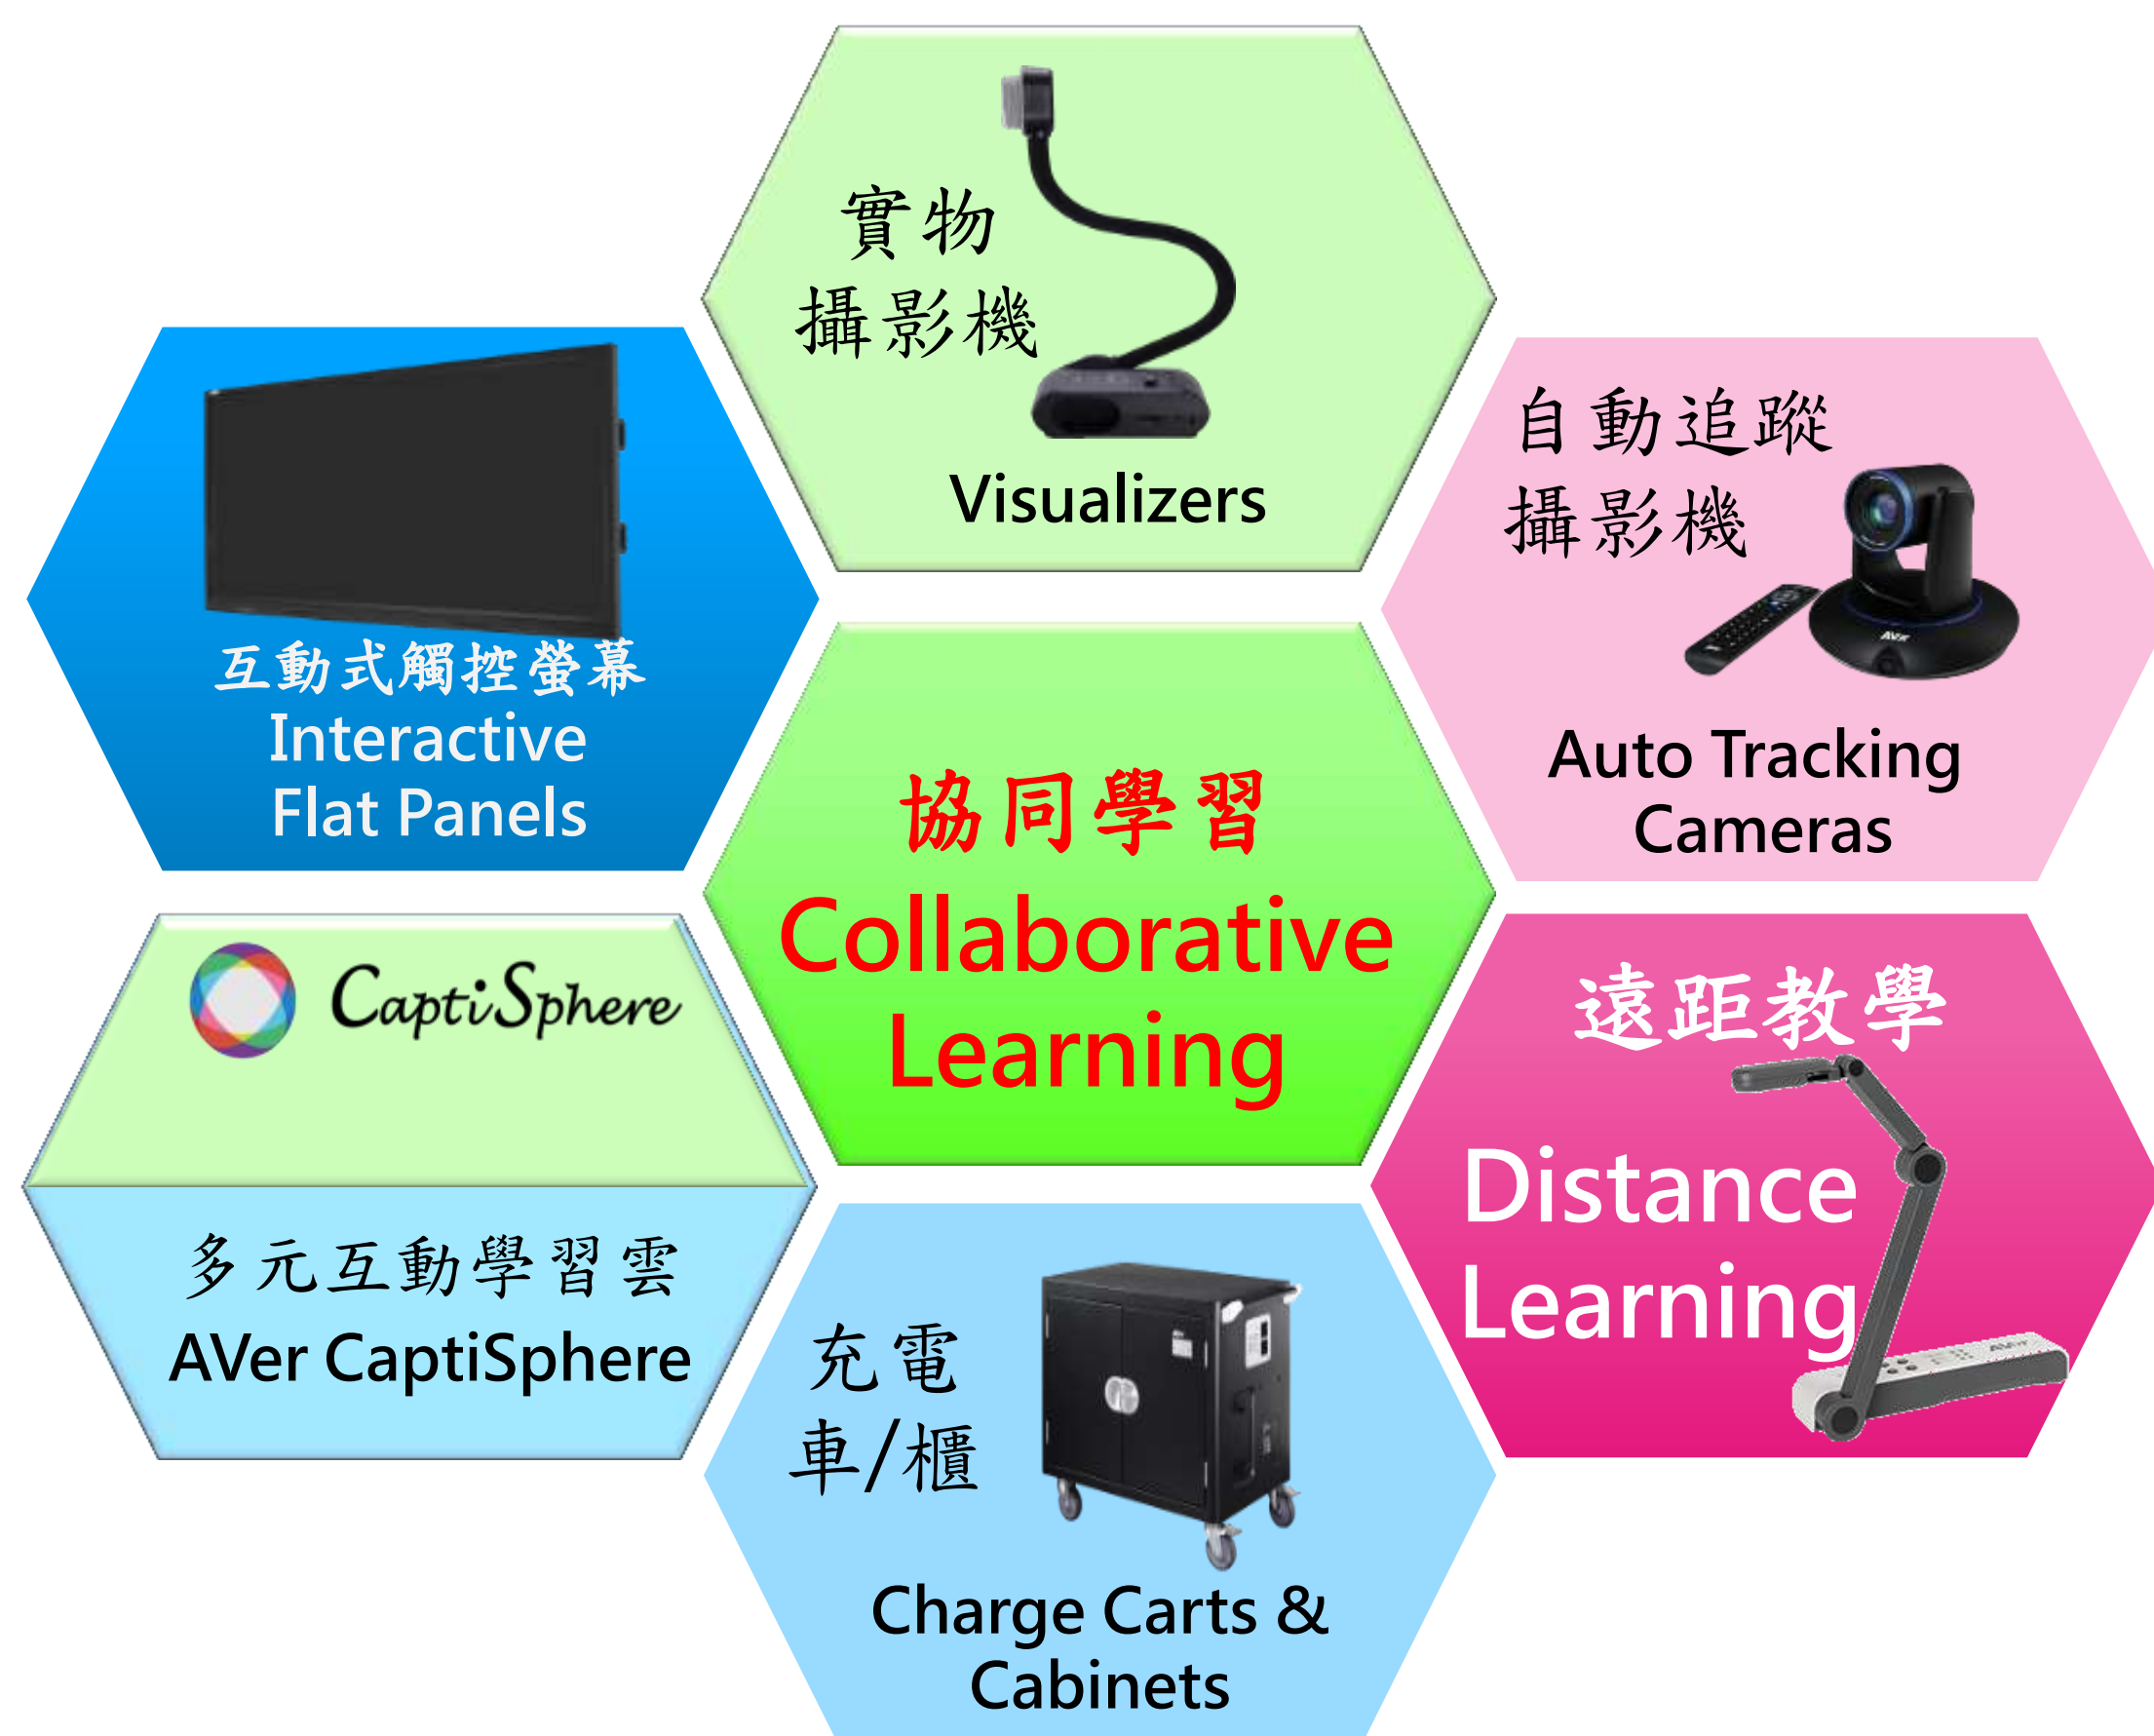 實物
攝影機
Visualizers
互動式觸控螢幕
Interactive
Flat Panels
自動追蹤
攝影機
AVer
Auto Tracking
Cameras
協同學習
Collaborative
Learning
CaptiSphere
多元互動學習雲
AVer CaptiSphere
遠距教學
Distance
Learning
AVer
充電
車/櫃
Charge Carts &
Cabinets